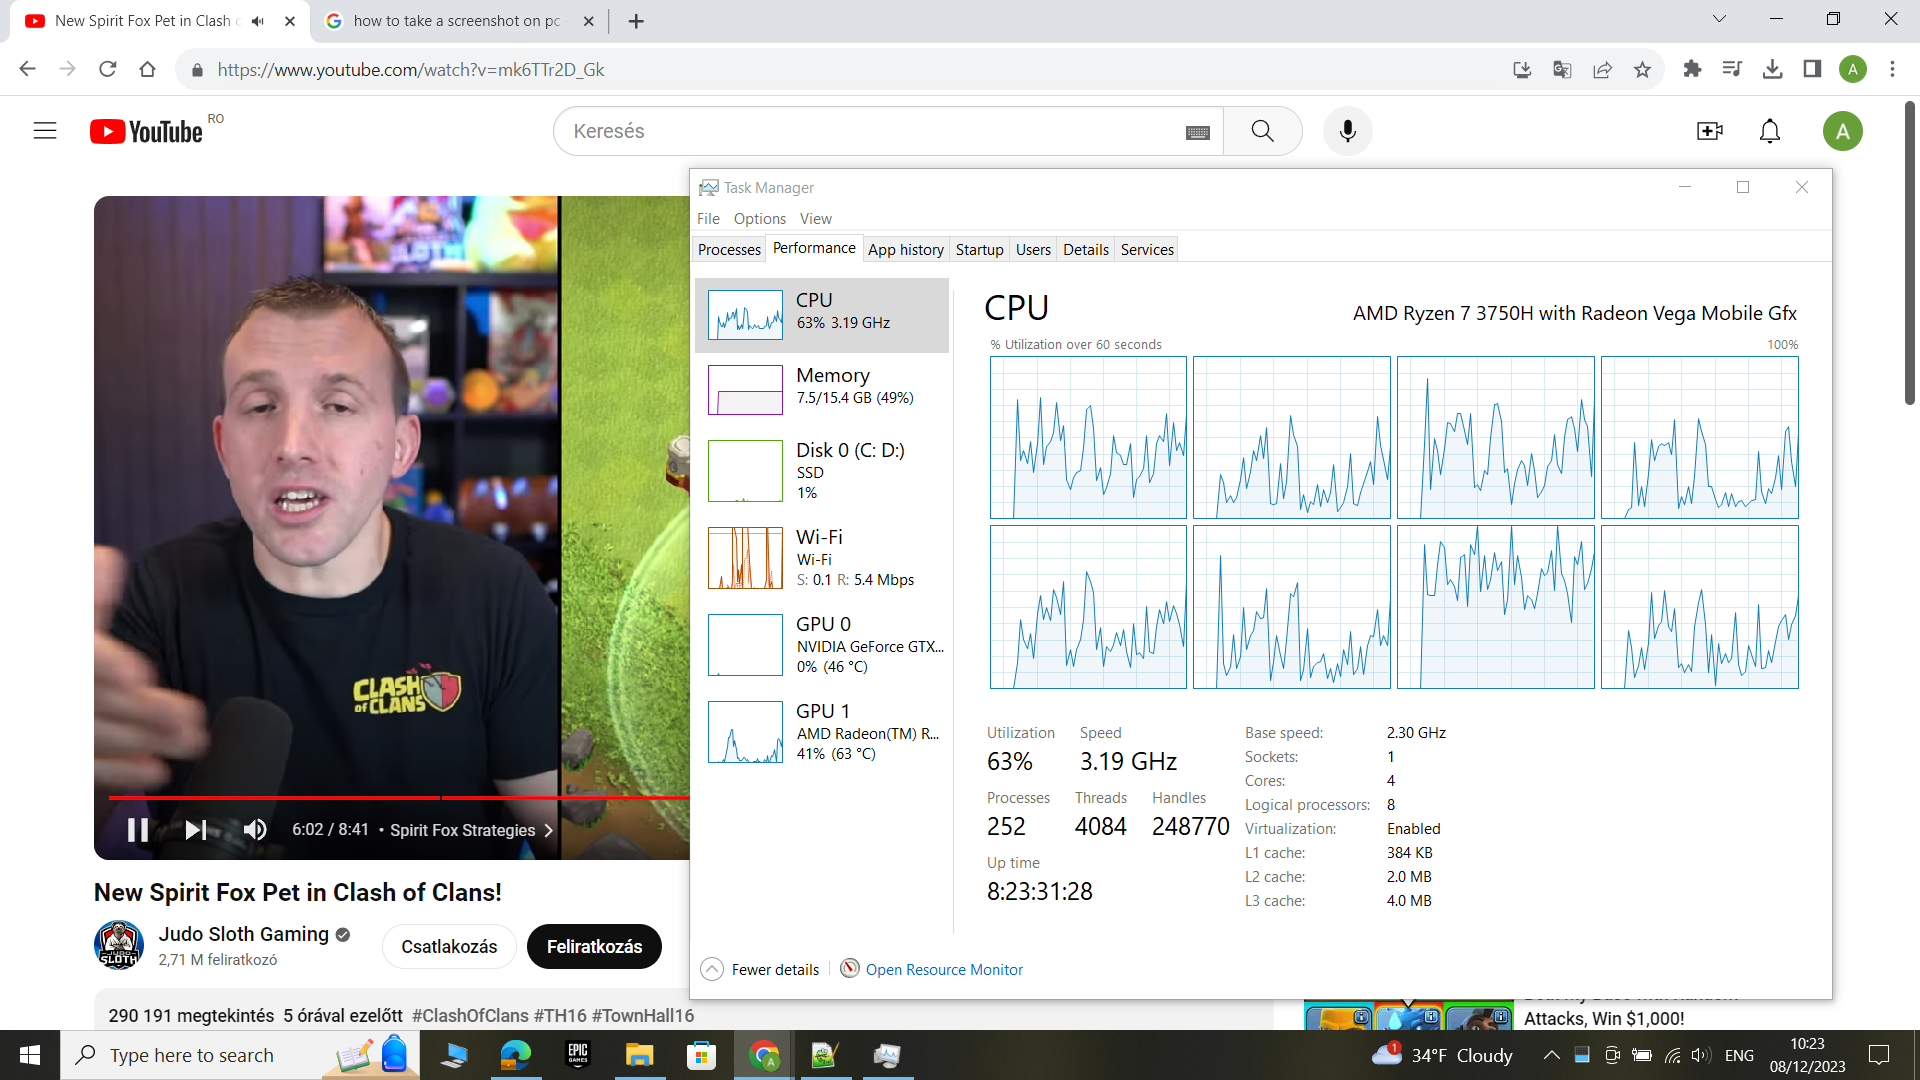 New Spirit Fox Pet in Clash o
how to take a screenshot on pc
https://www.youtube.com/watch?v=mk6TTr2D_Gk
A
YouTube RO
Keresés
A
Task Manager
File Options View
Processes Performance App history Startup Users Details Services
CPU
63% 3.19 GHz
Memory
7.5/15.4 GB (49%)
Disk 0 (C: D:)
SSD
1%
Wi-Fi
Wi-Fi
S: 0.1 R: 5.4 Mbps
GPU 0
NVIDIA GeForce GTX...
0% (46 °C)
GPU 1
AMD Radeon(TM) R...
41% (63 °C)
CPU
AMD Ryzen 7 3750H with Radeon Vega Mobile Gfx
% Utilization over 60 seconds 100%
Utilization Speed
63% 3.19 GHz
Processes Threads Handles
252 4084 248770
Up time
8:23:31:28
Base speed: 2.30 GHz
Sockets: 1
Cores: 4
Logical processors: 8
Virtualization: Enabled
L1 cache: 384 KB
L2 cache: 2.0 MB
L3 cache: 4.0 MB
Fewer details
Open Resource Monitor
SLOTH
CLASH
OF CLANS
6:02 / 8:41 • Spirit Fox Strategies
New Spirit Fox Pet in Clash of Clans!
JUDO
SLOTH
Judo Sloth Gaming
2,71 M feliratkozó
Csatlakozás
Feliratkozás
290 191 megtekintés 5 órával ezelőtt #ClashOfClans #TH16 #TownHall16
Attacks, Win $1,000!
Type here to search
EPIC
GAMES
A
1
34°F Cloudy
ENG
10:23
08/12/2023